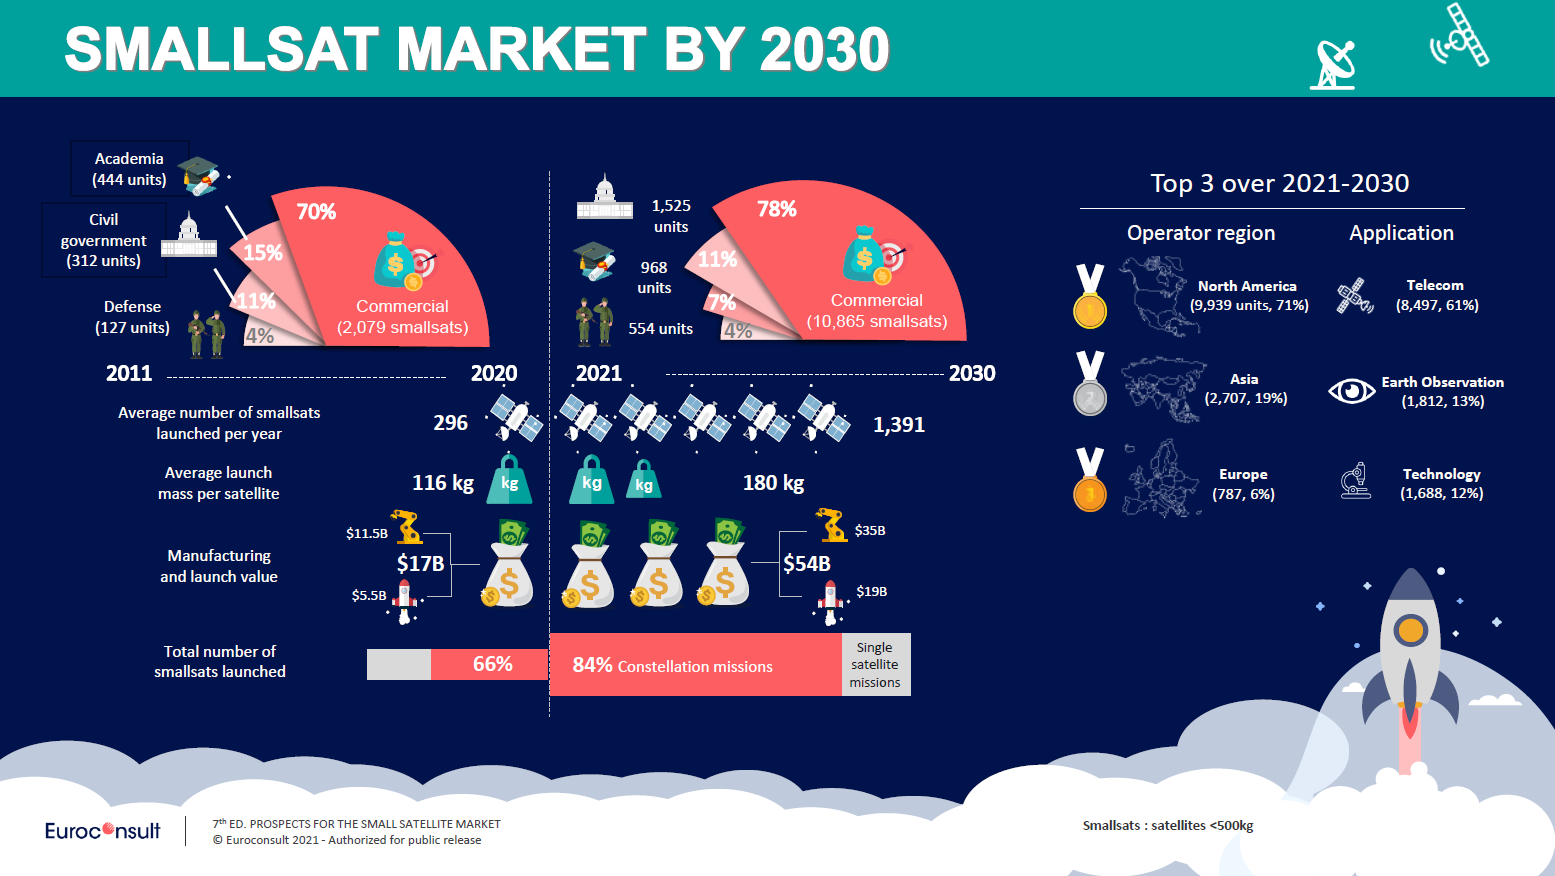 SMALLSAT MARKET BY 2030
Academia
(444 units)
Civil
government
(312 units)
Defense
(127 units)
70%
15%
11%
4%
Commercial
(2,079 smallsats)
1,525
units
968
units
554 units
78%
11%
7%
4%
Commercial
(10,865 smallsats)
2011
2020
2021
2030
Average number of smallsats
launched per year
296
1,391
Average launch
mass per satellite
116 kg
kg
kg
kg
180 kg
Manufacturing
and launch value
$11.5B
$17B
$5.5B
$35B
$54B
$19B
Total number of
smallsats launched
66%
84% Constellation missions
Single
satellite
missions
Top 3 over 2021-2030
Operator region
Application
1
North America
(9,939 units, 71%)
Telecom
(8,497, 61%)
2
Asia
(2,707, 19%)
Earth Observation
(1,812, 13%)
3
Europe
(787, 6%)
Technology
(1,688, 12%)
Euroconsult
7th ED. PROSPECTS FOR THE SMALL SATELLITE MARKET
© Euroconsult 2021 - Authorized for public release
Smallsats : satellites <500kg